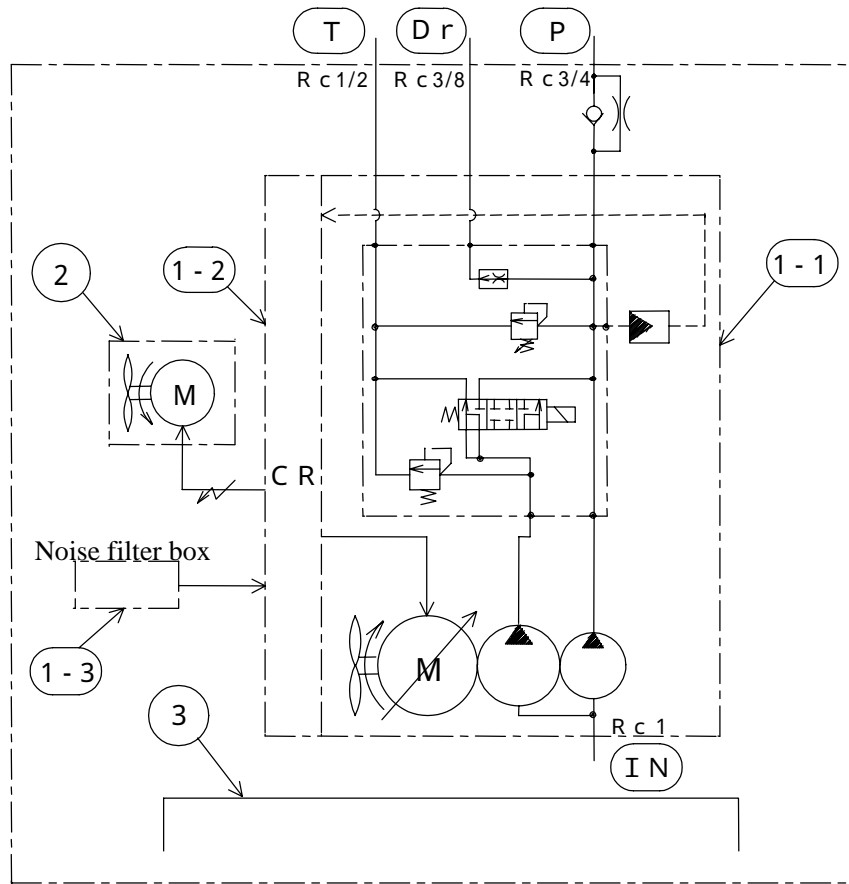 T
Dr
P
Rc1/2
Rc3/8
Rc3/4
1-2
1-1
2
M
CR
Noise filter box
1-3
M
3
Rc1
IN